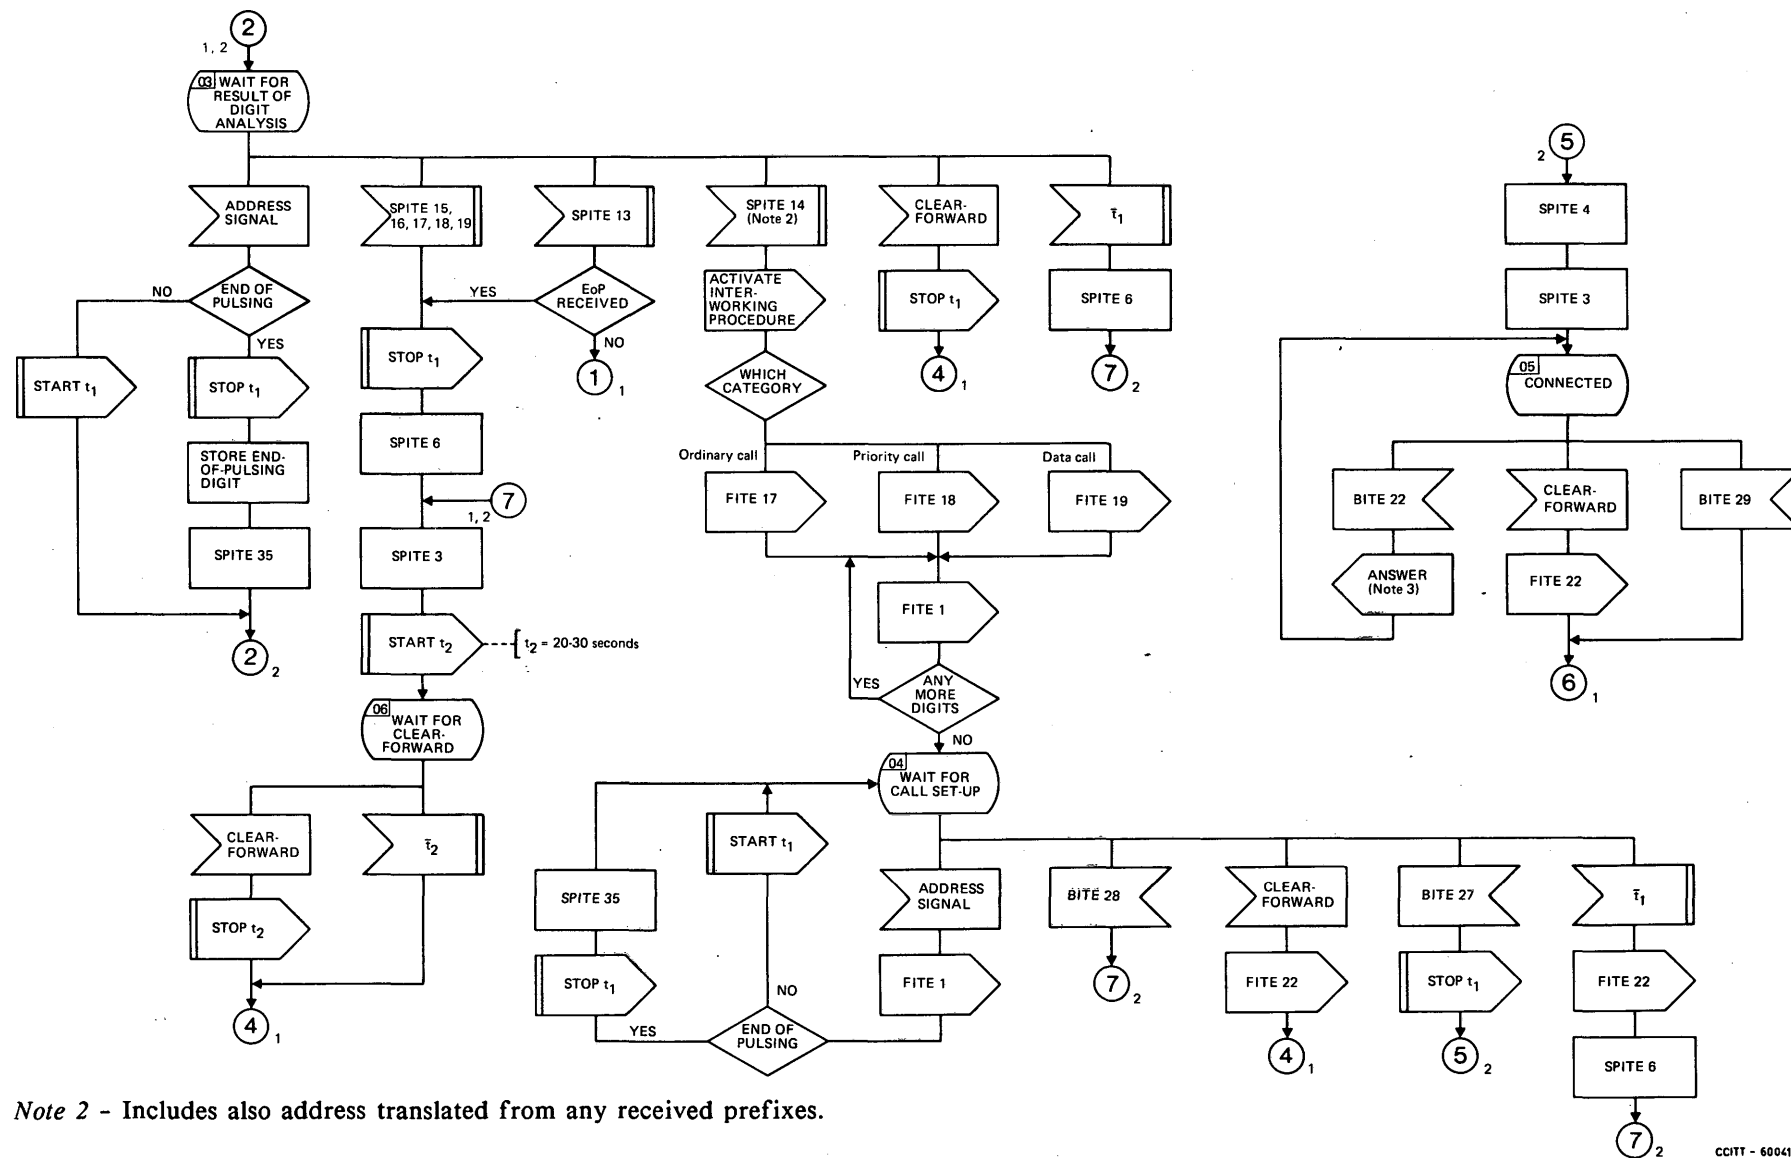 2
1, 2
03 WAIT FOR
RESULT OF
DIGIT
ANALYSIS
ADDRESS
SIGNAL
SPITE 15,
16, 17, 18, 19
SPITE 13
SPITE 14
(Note 2)
CLEAR-
FORWARD
t̄1
NO
END OF
PULSING
YES
YES
EoP
RECEIVED
NO
ACTIVATE
INTER-
WORKING
PROCEDURE
STOP t1
SPITE 6
START t1
STOP t1
STOP t1
1 1
WHICH
CATEGORY
4 1
7 2
STORE END-
OF-PULSING
DIGIT
SPITE 6
Ordinary call
Priority call
Data call
FITE 17
FITE 18
FITE 19
7
1, 2
SPITE 35
SPITE 3
2 2
START t2
t2 = 20-30 seconds
FITE 1
YES
ANY
MORE
DIGITS
NO
06
WAIT FOR
CLEAR-
FORWARD
04
WAIT FOR
CALL SET-UP
CLEAR-
FORWARD
t̄2
STOP t2
4 1
START t1
SPITE 35
STOP t1
YES
NO
END OF
PULSING
ADDRESS
SIGNAL
FITE 1
BITE 28
7 2
CLEAR-
FORWARD
FITE 22
4 1
BITE 27
STOP t1
5 2
t̄1
FITE 22
SPITE 6
7 2
2 5
SPITE 4
SPITE 3
05
CONNECTED
BITE 22
CLEAR-
FORWARD
BITE 29
ANSWER
(Note 3)
FITE 22
6 1
Note 2 - Includes also address translated from any received prefixes.
CCITT - 60041